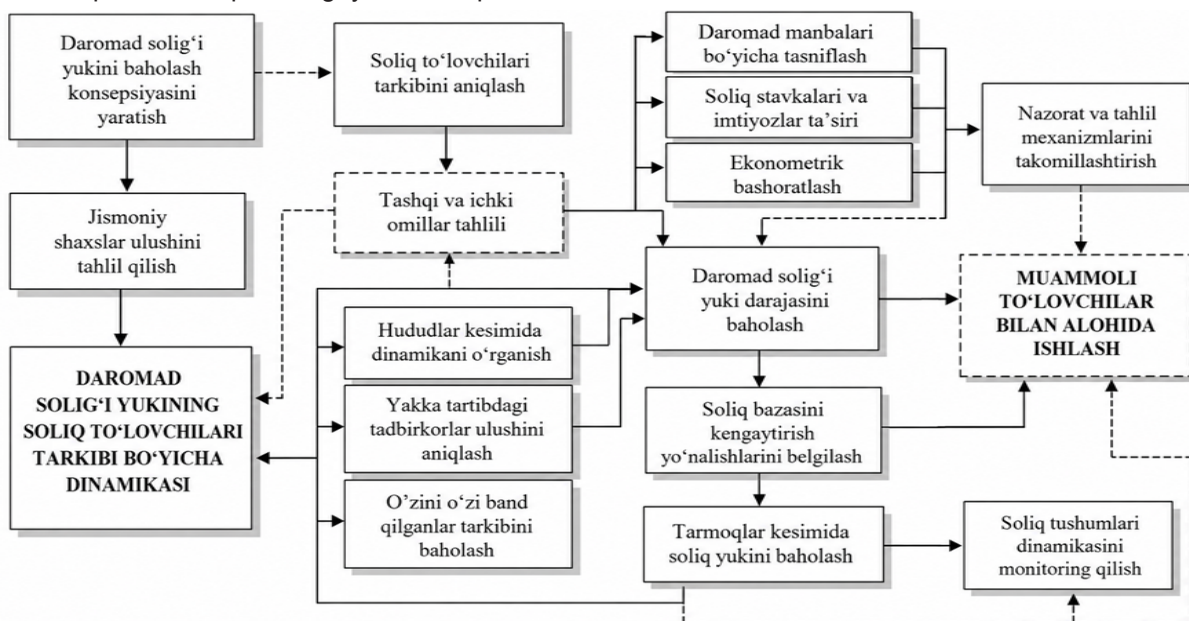 Daromad solig‘i
yukini baholash
konsepsiyasini
yaratish
Soliq to‘lovchilari
tarkibini aniqlash
Daromad manbalari
bo‘yicha tasniflash
Soliq stavkalari va
imtiyozlar ta’siri
Ekonometrik
bashoratlash
Nazorat va tahlil
mexanizmlarini
takomillashtirish
Jismoniy
shaxslar ulushini
tahlil qilish
Tashqi va ichki
omillar tahlili
Daromad solig‘i
yuki darajasini
baholash
MUAMMOLI
TO‘LOVCHILAR
BILAN ALOHIDA
ISHLASH
DAROMAD
SOLIG‘I YUKINING
SOLIQ TO‘LOVCHILARI
TARKIBI BO‘YICHA
DINAMIKASI
Hududlar kesimida
dinamikani o‘rganish
Yakka tartibdagi
tadbirkorlar ulushini
aniqlash
O’zini o‘zi band
qilganlar tarkibini
baholash
Soliq bazasini
kengaytirish
yo‘nalishlarini belgilash
Tarmoqlar kesimida
soliq yukini baholash
Soliq tushumlari
dinamikasini
monitoring qilish